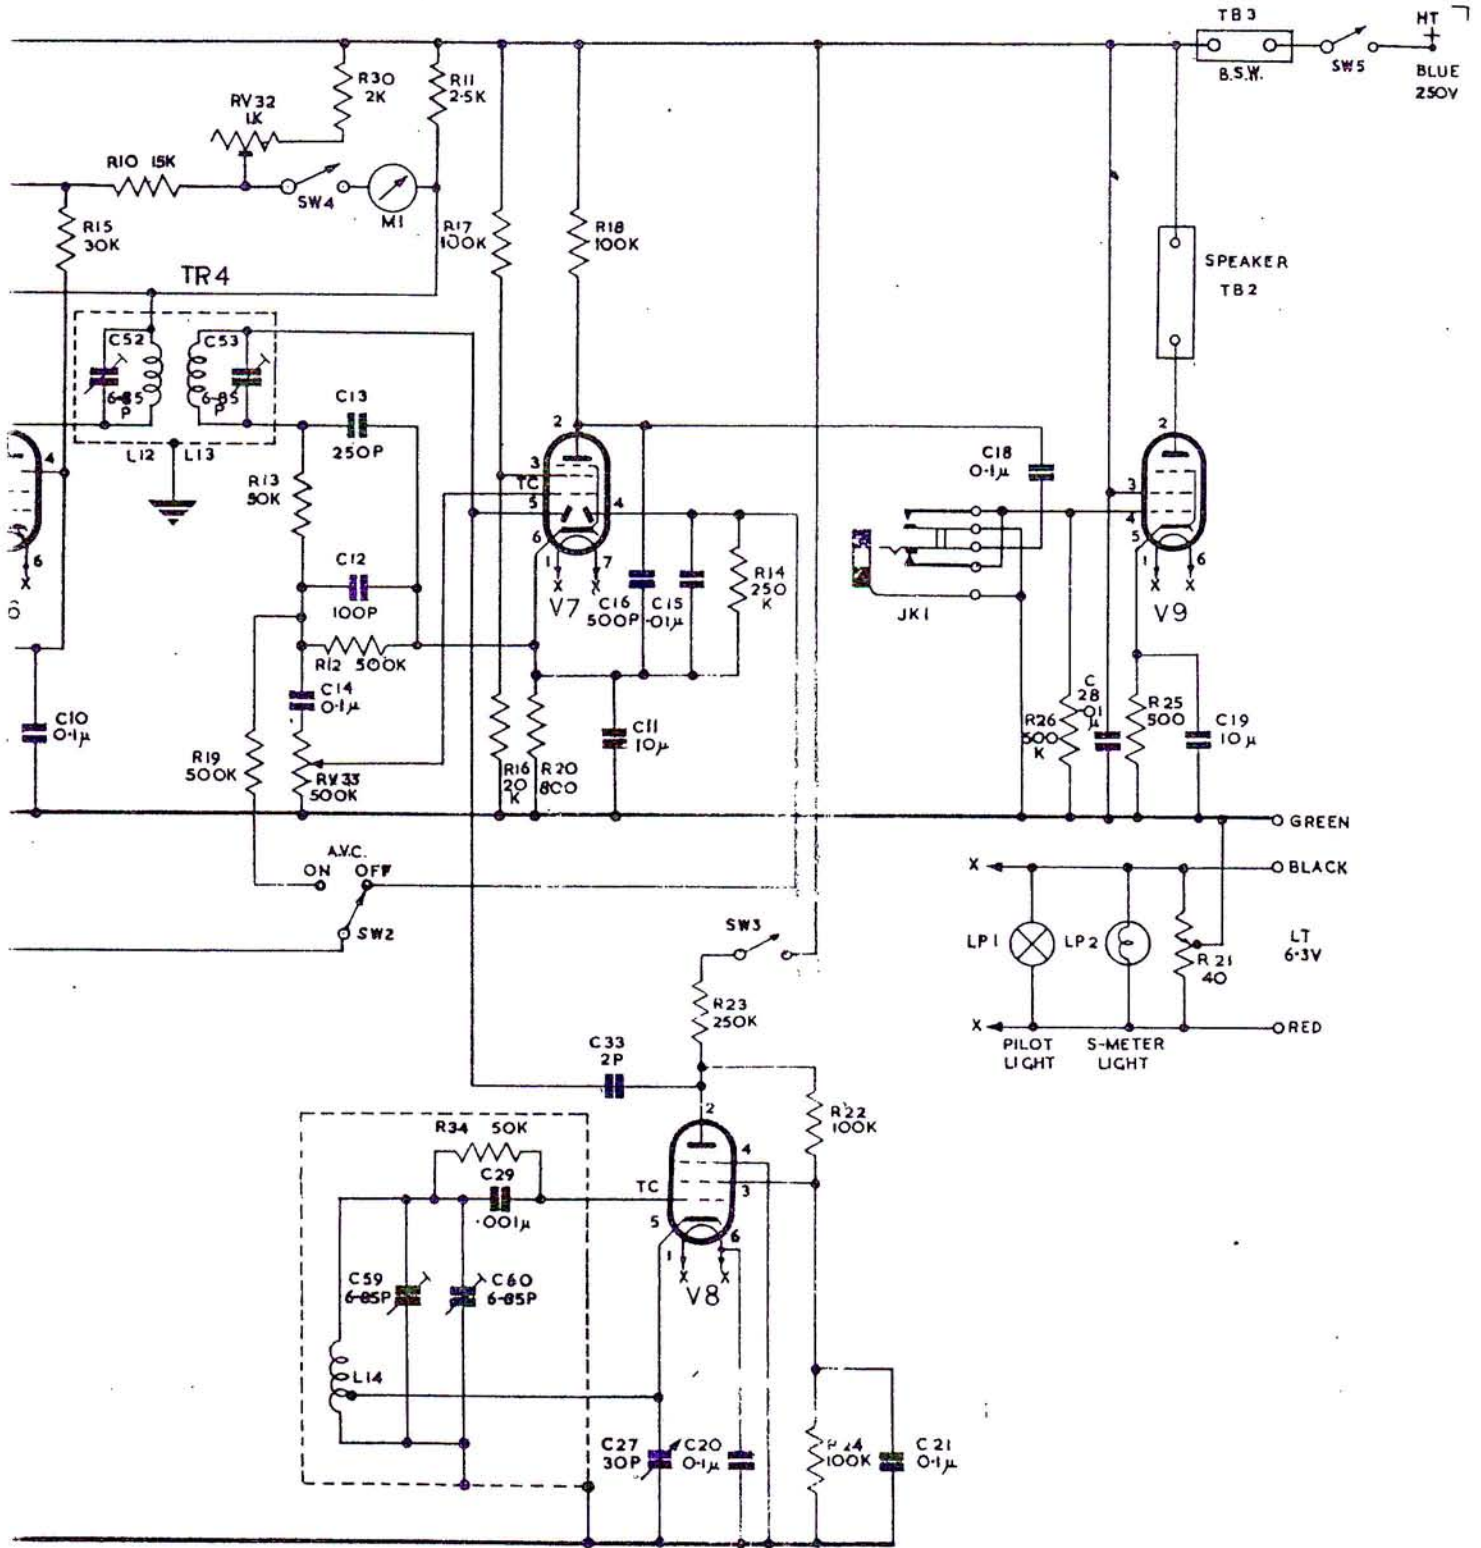 TB3
HT
+
B.S.W.
SW5
BLUE
250V
R30
2K
R11
2·5K
RV32
1K
R10 15K
SW4
M1
R15
30K
R17
100K
R18
100K
TR4
SPEAKER
TB2
C52
6-85
P
C53
6-85
P
L12
L13
C13
250P
2
2
4
3
TC
5
4
6
1
7
X
X
V7
C18
0·1µ
3
4
5
1
6
X
X
V9
R13
50K
C12
100P
6
X
R12 500K
C16
500P
C15
·01µ
R14
250
K
JK1
C14
0·1µ
C10
0·1µ
R19
500K
RV33
500K
R16
20
K
R20
800
C11
10µ
R26
500
K
C
28
·01
µ
R25
500
C19
10µ
GREEN
A.V.C.
ON OFF
SW2
X
BLACK
SW3
LP1
LP2
R21
40
LT
6·3V
R23
250K
X
RED
PILOT
LIGHT
S-METER
LIGHT
C33
2P
2
R22
100K
R34 50K
C29
·001µ
TC
4
3
5
6
1
X
X
V8
C59
6-85P
C60
6-85P
L14
C27
30P
C20
0·1µ
R24
100K
C21
0·1µ